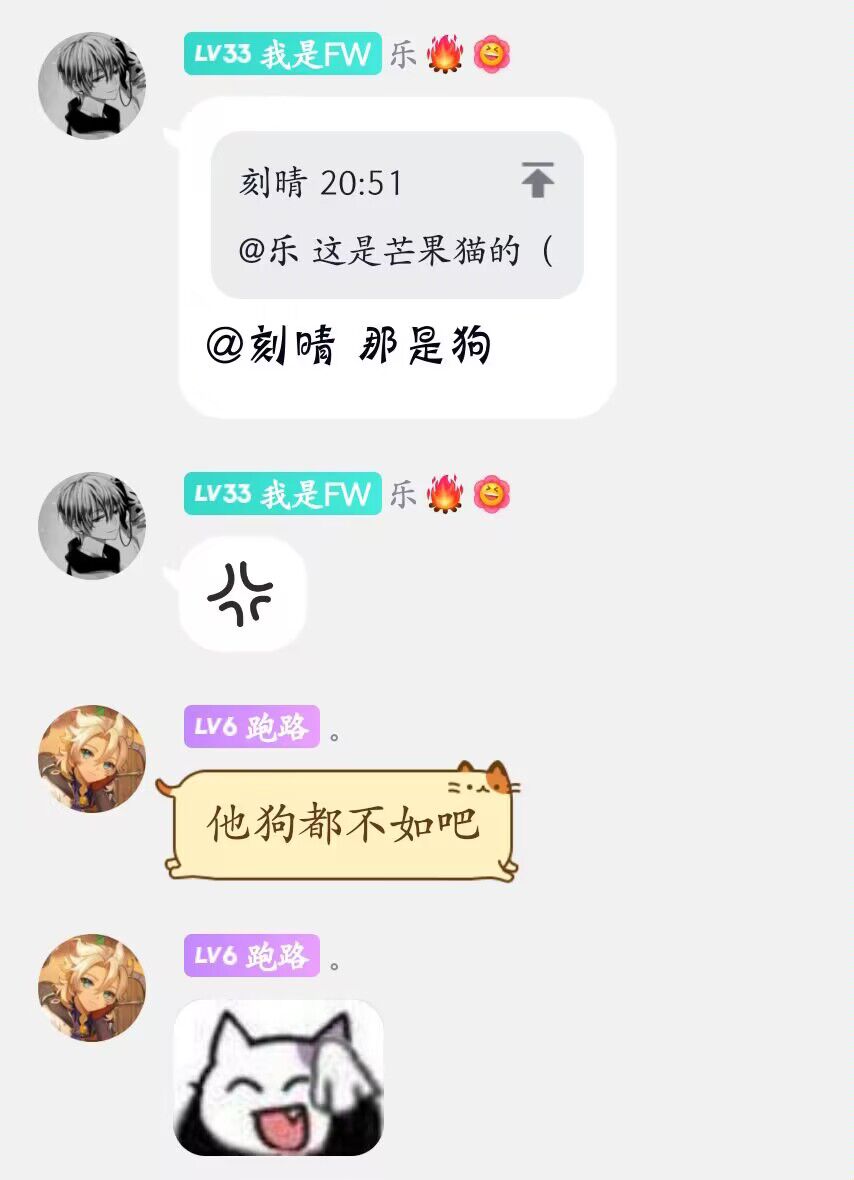 LV33 我是FW 乐🔥
刻晴 20:51
@乐 这是芒果猫的（
@刻晴 那是狗
LV33 我是FW 乐🔥
💢
LV6 跑路 。
他狗都不如吧
LV6 跑路 。